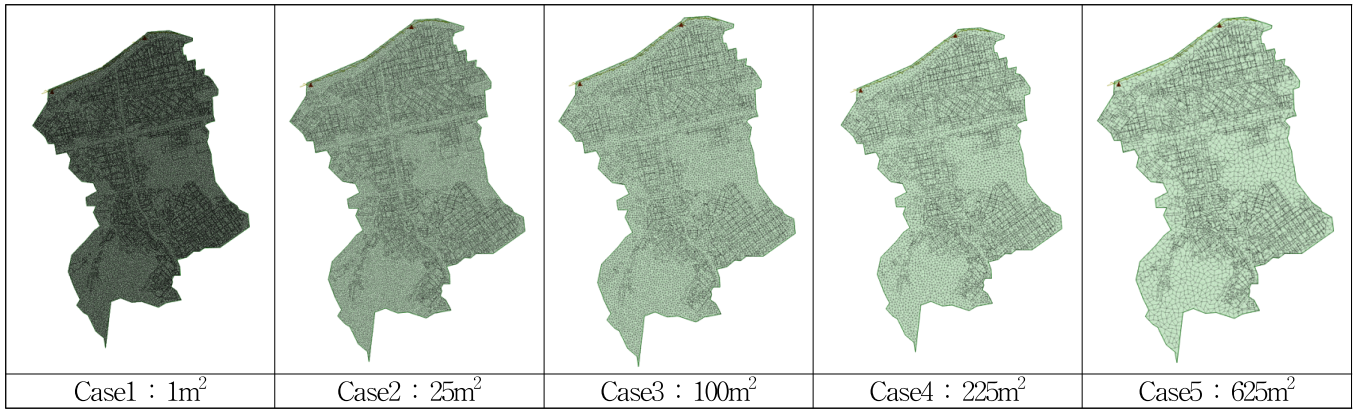 Case1 : 1m²
Case2 : 25m²
Case3 : 100m²
Case4 : 225m²
Case5 : 625m²